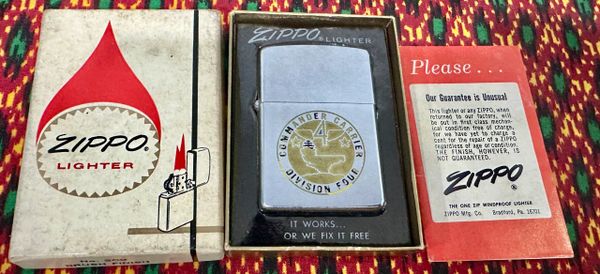 ZIPPO®
LIGHTER
ZIPPO® LIGHTER
COMMANDER CARRIER
4
DIVISION FOUR
IT WORKS...
OR WE FIX IT FREE
Please...
Our Guarantee is Unusual
This lighter or any ZIPPO, when
returned to our factory, will
be put in first class mechan-
ical condition free of charge,
for we have yet to charge a
cent for the repair of a ZIPPO
regardless of age or condition.
THE FINISH, HOWEVER, IS
NOT GUARANTEED.
ZIPPO®
THE ONE ZIP WINDPROOF LIGHTER
ZIPPO Mfg. Co. Bradford, Pa. 16701